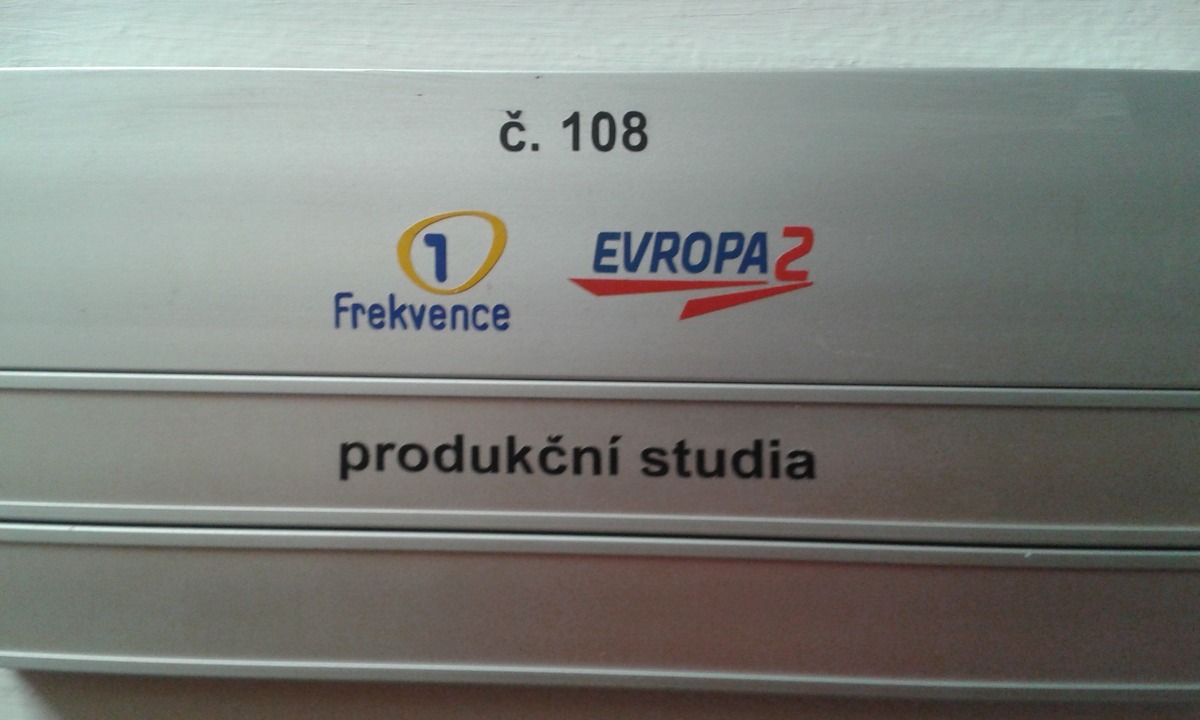 č. 108
1 EVROPA 2
Frekvence
produkční studia